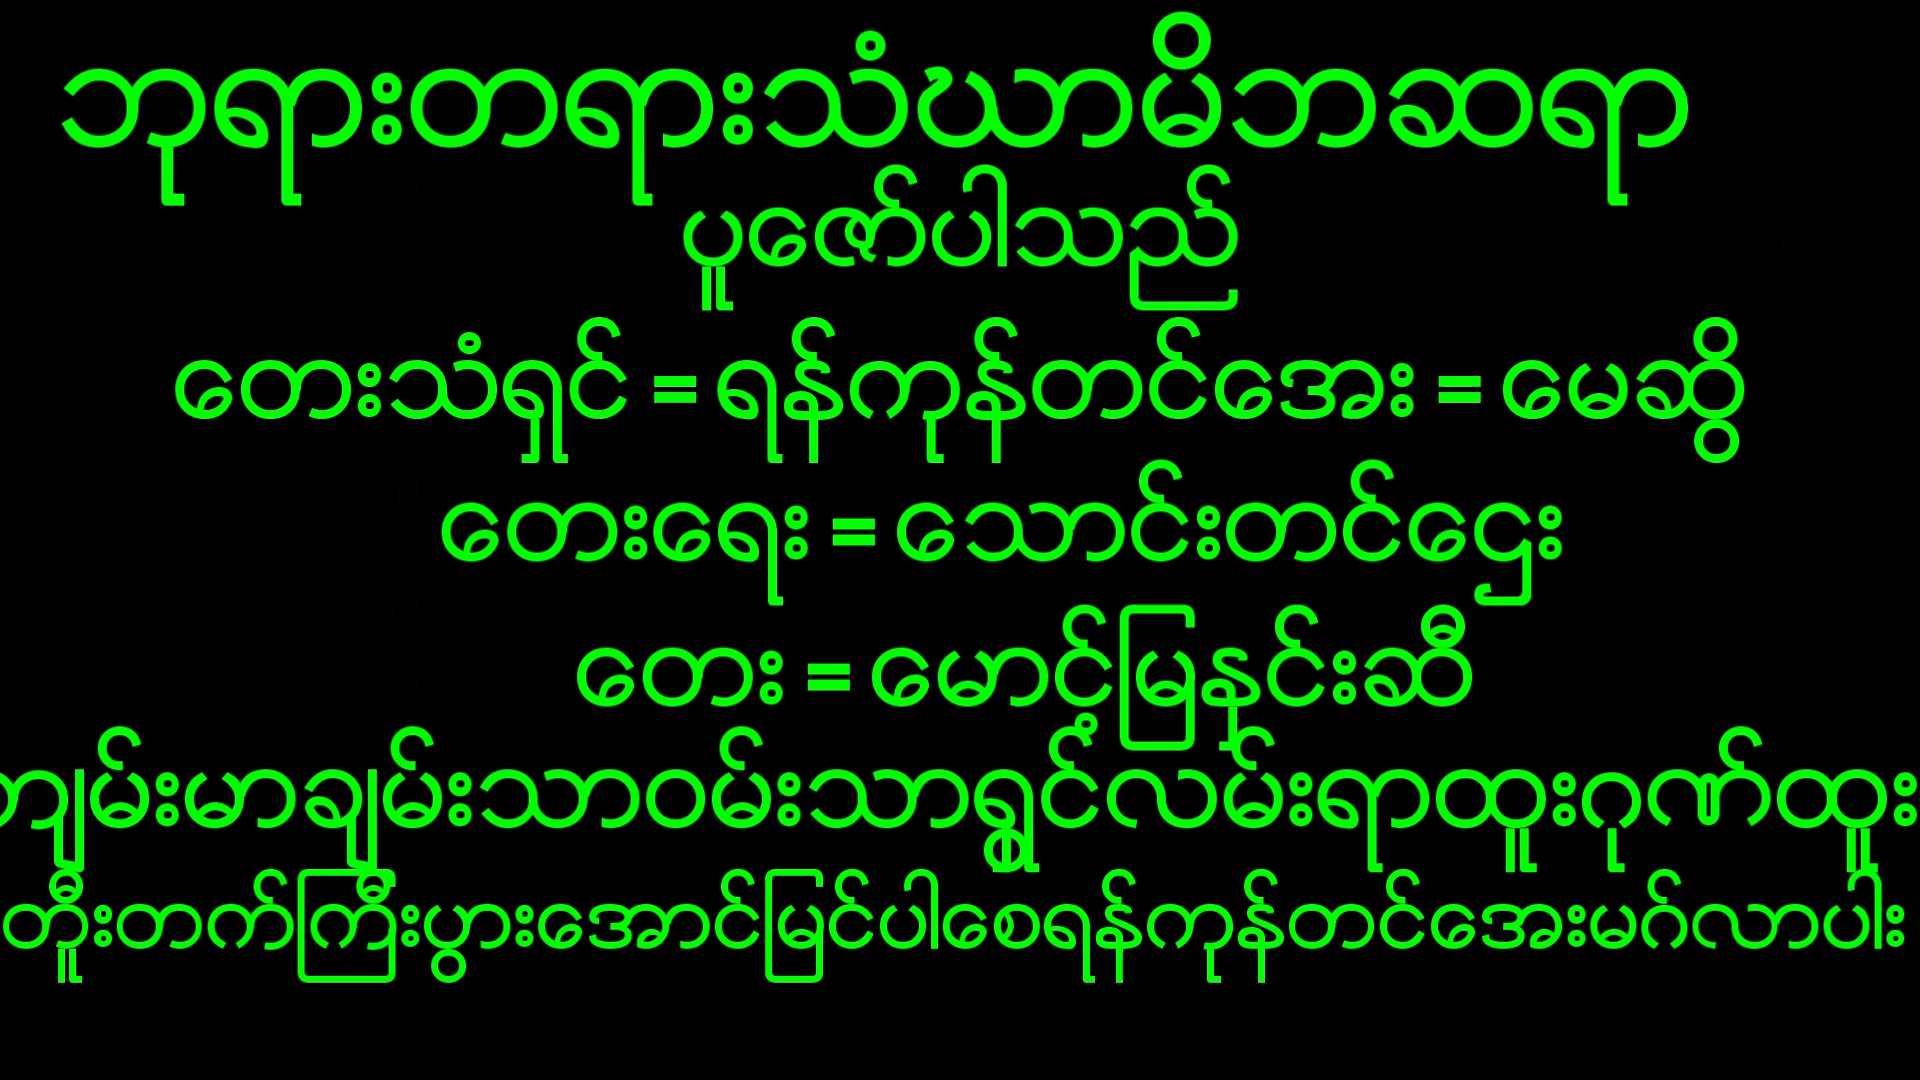 ဘုရားတရားသံဃာမိဘဆရာ
ပူဇော်ပါသည်
တေးသံရှင် = ရန်ကုန်တင်အေး = မေဆွိ
တေးရေး = သောင်းတင်ဌေး
တေး = မောင့်မြနှင်းဆီ
ကျမ်းမာချမ်းသာဝမ်းသာရွှင်လမ်းရာထူးဂုဏ်ထူး
တိူးတက်ကြီးပွားအောင်မြင်ပါစေရန်ကုန်တင်အေးမဂ်လာပါး